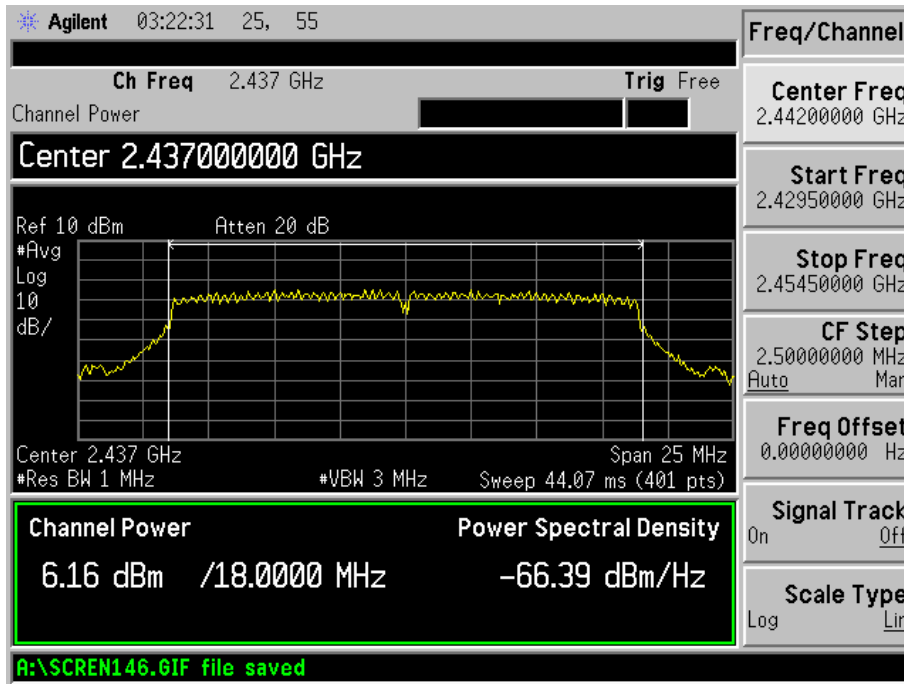 Agilent 03:22:31 25, 55
Freq/Channel
Ch Freq 2.437 GHz Trig Free
Channel Power
Center 2.437000000 GHz
Ref 10 dBm Atten 20 dB
#Avg
Log
10
dB/
Center 2.437 GHz Span 25 MHz
#Res BW 1 MHz #VBW 3 MHz Sweep 44.07 ms (401 pts)
Channel Power Power Spectral Density
6.16 dBm /18.0000 MHz -66.39 dBm/Hz
A:\SCREN146.GIF file saved
Center Freq
2.44200000 GHz
Start Freq
2.42950000 GHz
Stop Freq
2.45450000 GHz
CF Step
2.50000000 MHz
Auto Man
Freq Offset
0.00000000 Hz
Signal Track
On Off
Scale Type
Log Lin